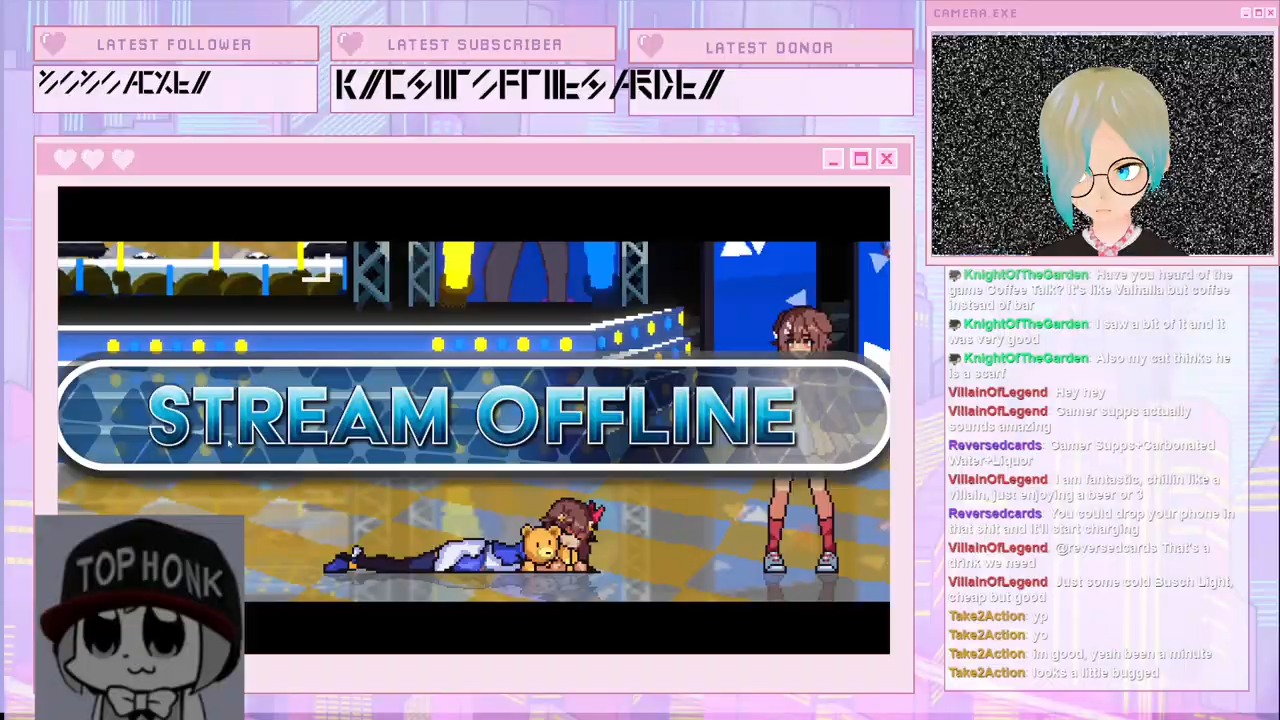 LATEST FOLLOWER
LATEST SUBSCRIBER
LATEST DONOR
CAMERA.EXE
STREAM OFFLINE
TOP HONK
KnightOfTheGarden Have you heard of the
game Coffee Talk? it's like Valhalla but coffee
instead of bar
KnightOfTheGarden I saw a bit of it and it
was very good
KnightOfTheGarden Also my cat thinks he
is a scarf
VillainOfLegend Hey hey
VillainOfLegend Gamer supps actually
sounds amazing
Reversedcards Gamer Supps+Carbonated
Water+Liquor
VillainOfLegend I am fantastic, chillin like a
villain, just enjoying a beer or 3
Reversedcards You could drop your phone in
that shit and it'll start charging
VillainOfLegend @reversedcards That's a
drink we need
VillainOfLegend Just some cold Busch Light,
cheap but good
Take2Action yp
Take2Action yo
Take2Action im good, yeah been a minute
Take2Action looks a little bugged